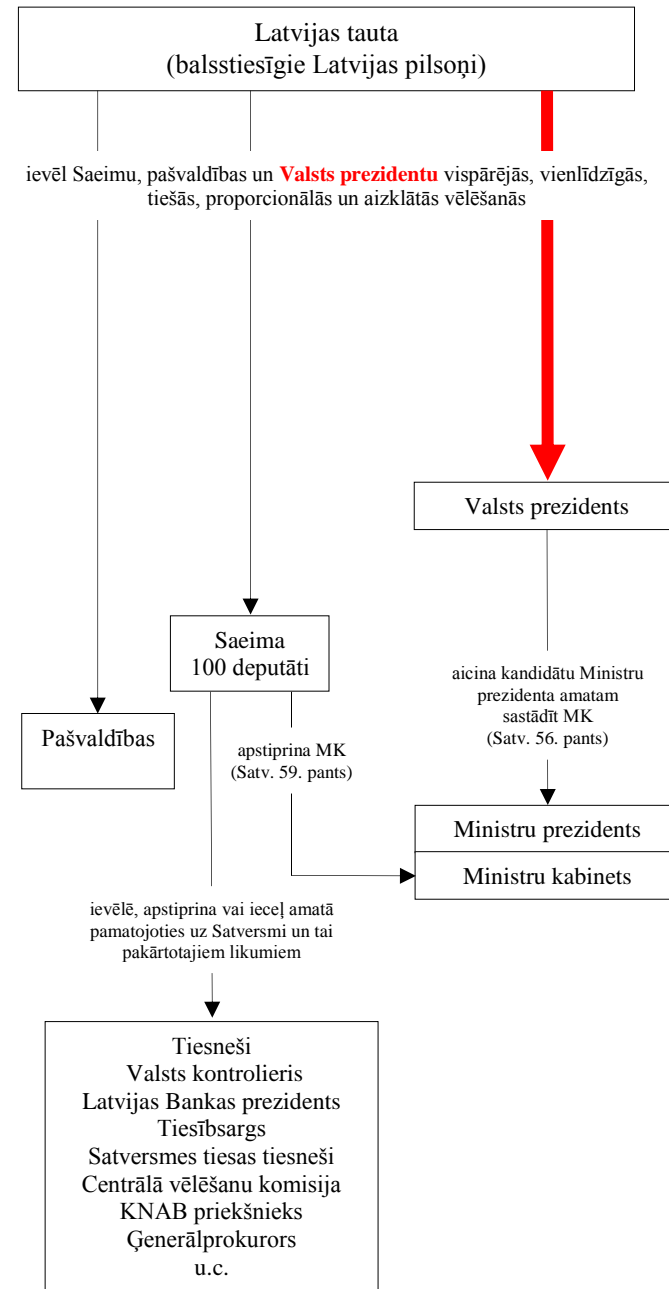 Latvijas tauta
(balsstiesīgie Latvijas pilsoņi)
ievēl Saeimu, pašvaldības un Valsts prezidentu vispārējās, vienlīdzīgās,
tiešās, proporcionālās un aizklātās vēlēšanās
Valsts prezidents
Saeima
100 deputāti
aicina kandidātu Ministru
prezidenta amatam
sastādīt MK
(Satv. 56. pants)
Pašvaldības
apstiprina MK
(Satv. 59. pants)
Ministru prezidents
Ministru kabinets
ievēlē, apstiprina vai ieceļ amatā
pamatojoties uz Satversmi un tai
pakārtotajiem likumiem
Tiesneši
Valsts kontrolieris
Latvijas Bankas prezidents
Tiesībsargs
Satversmes tiesas tiesneši
Centrālā vēlēšanu komisija
KNAB priekšnieks
Ģenerālprokurors
u.c.